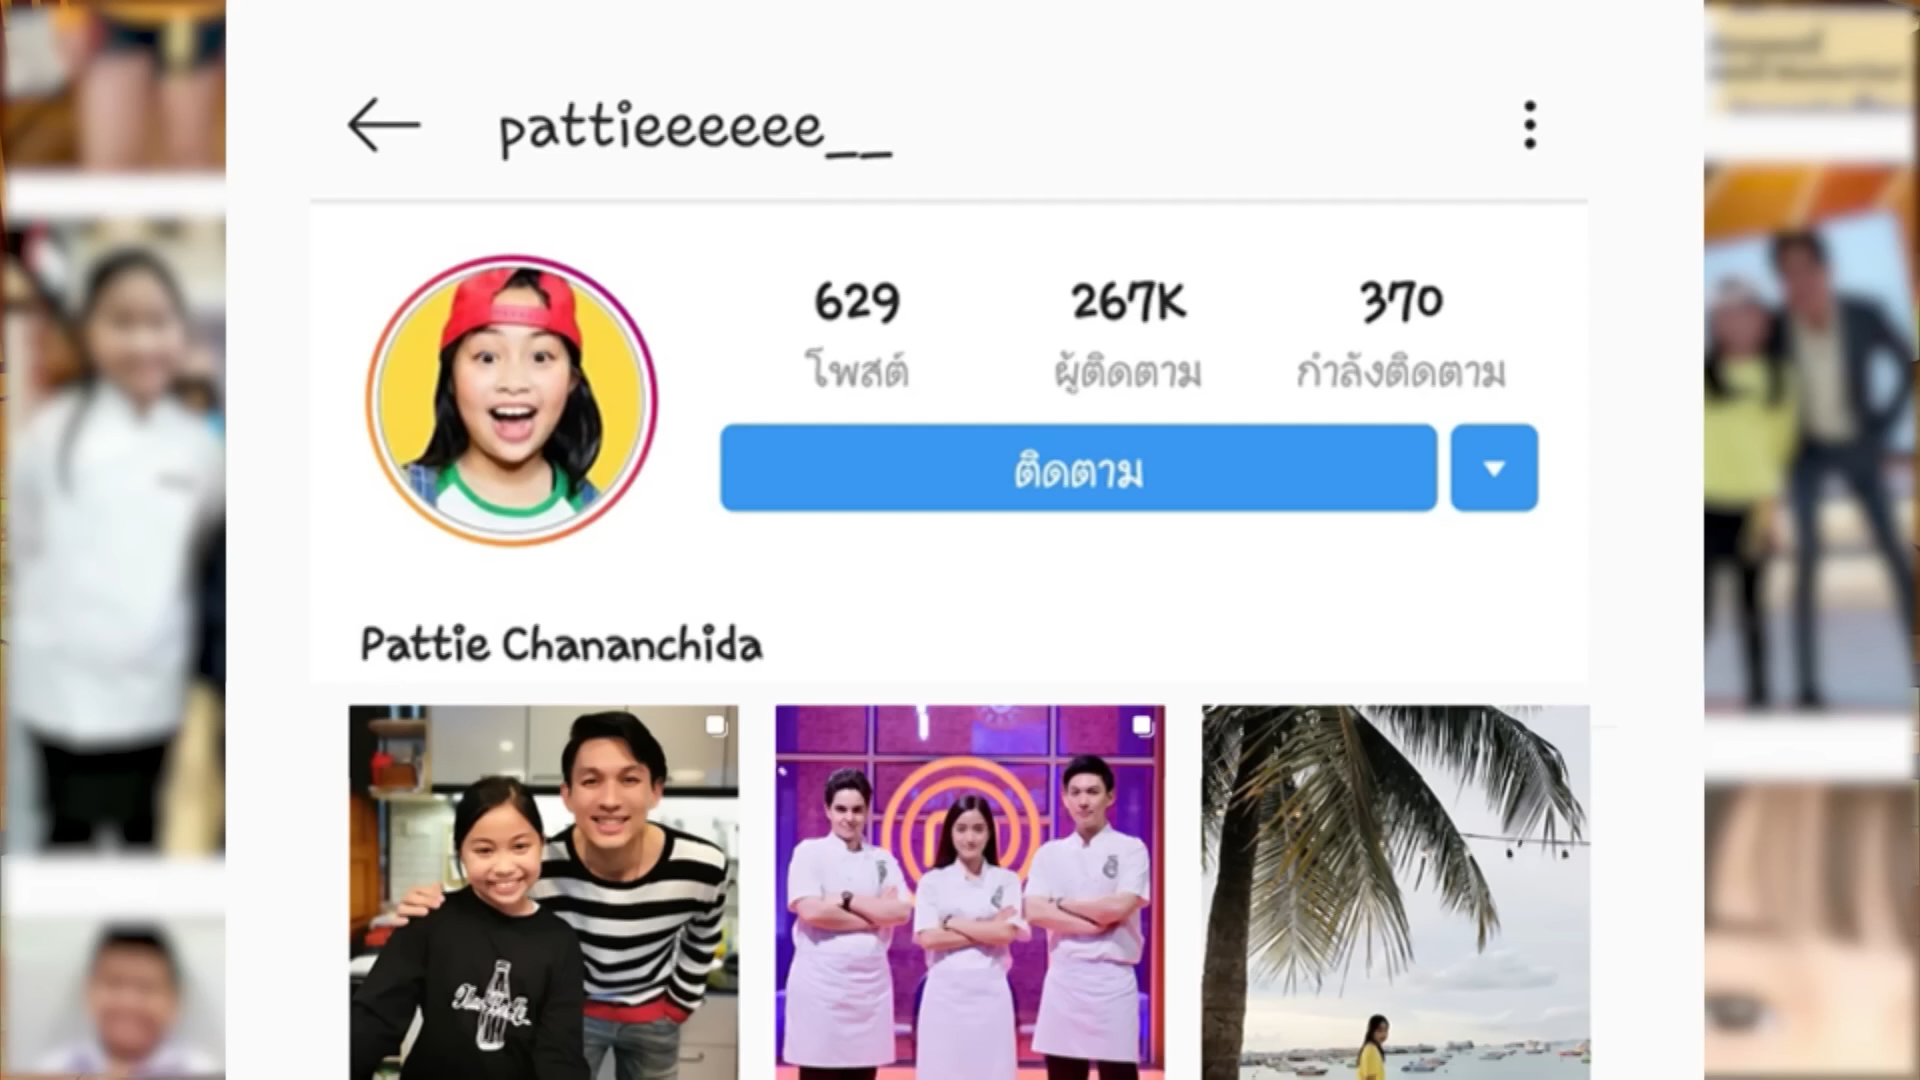 pattieeeeee__
629 267K 370
โพสต์ ผู้ติดตาม กำลังติดตาม
ติดตาม
Pattie Chananchida